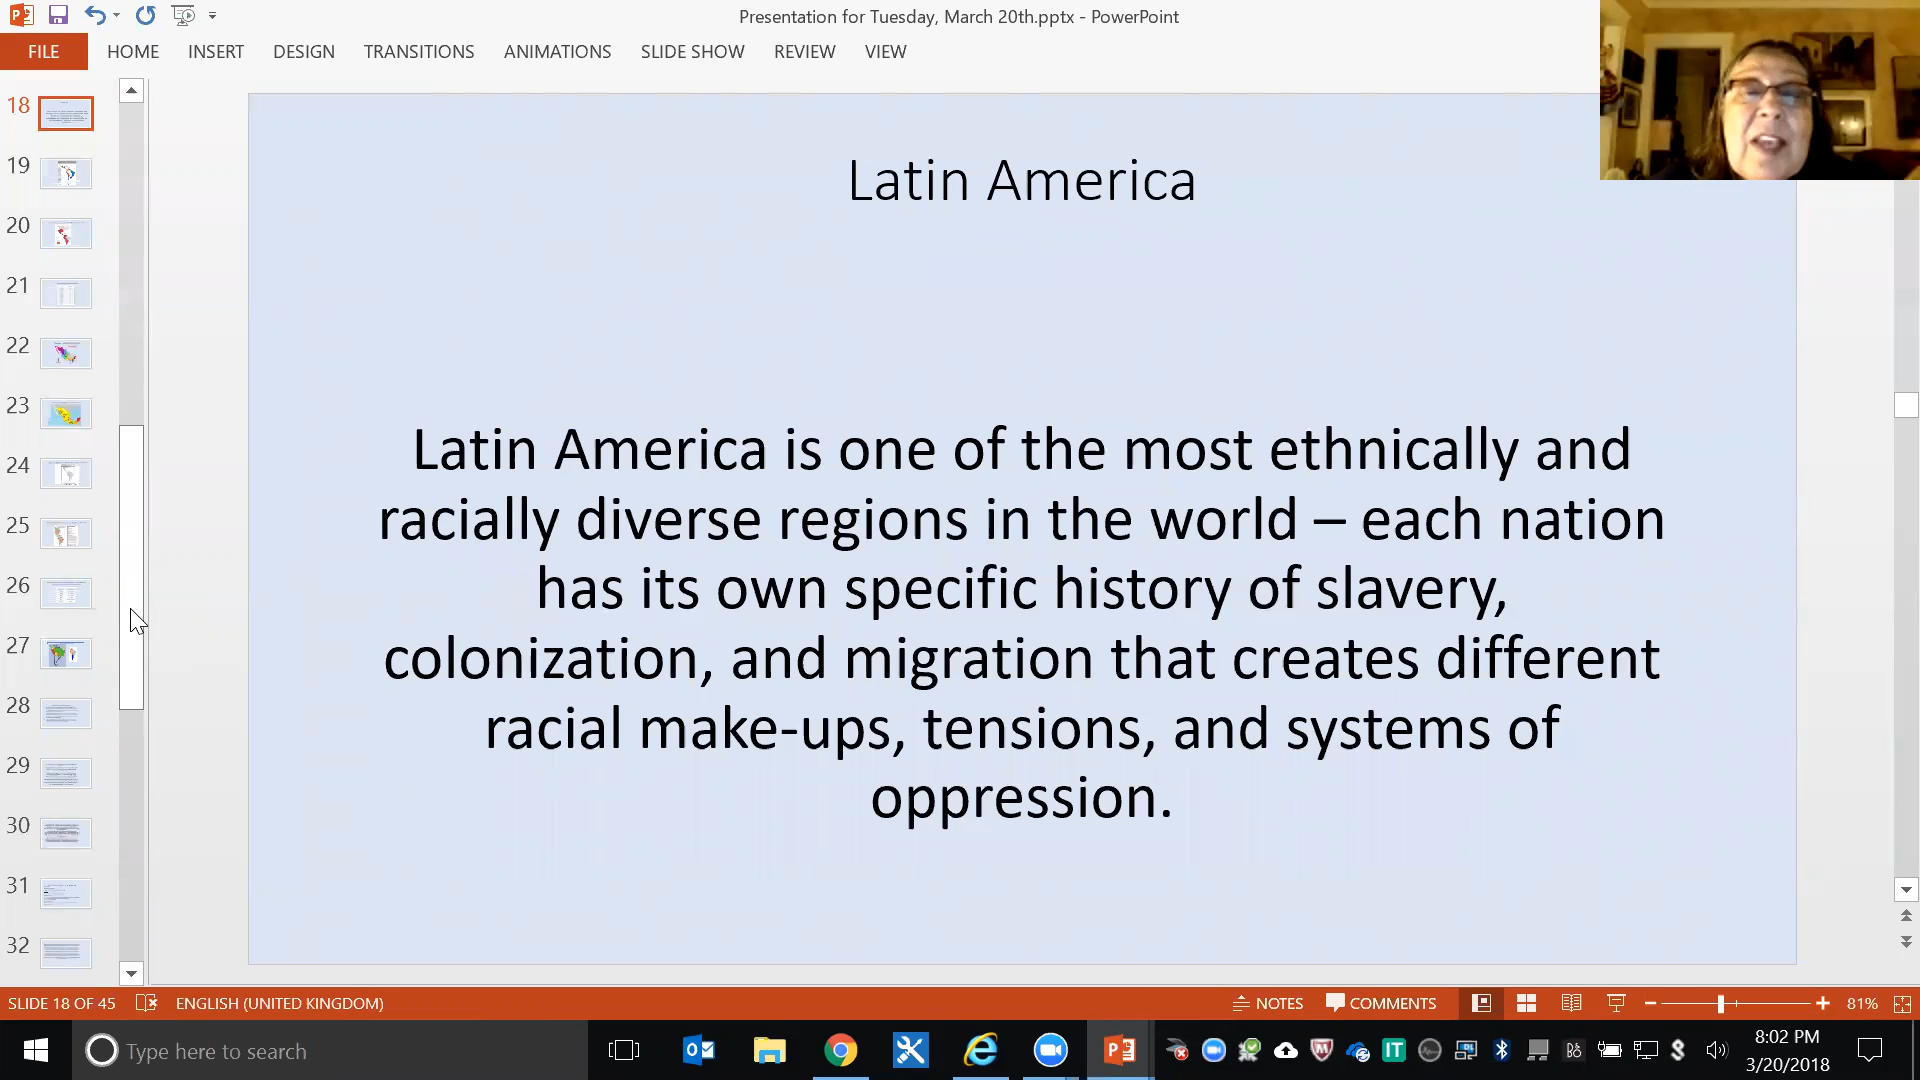 Presentation for Tuesday, March 20th.pptx - PowerPoint
FILE HOME INSERT DESIGN TRANSITIONS ANIMATIONS SLIDE SHOW REVIEW VIEW
18
19
20
21
22
23
24
25
26
27
28
29
30
31
32
Latin America
Latin America is one of the most ethnically and
racially diverse regions in the world – each nation
has its own specific history of slavery,
colonization, and migration that creates different
racial make-ups, tensions, and systems of
oppression.
SLIDE 18 OF 45 ENGLISH (UNITED KINGDOM) NOTES COMMENTS 81%
Type here to search
8:02 PM
3/20/2018